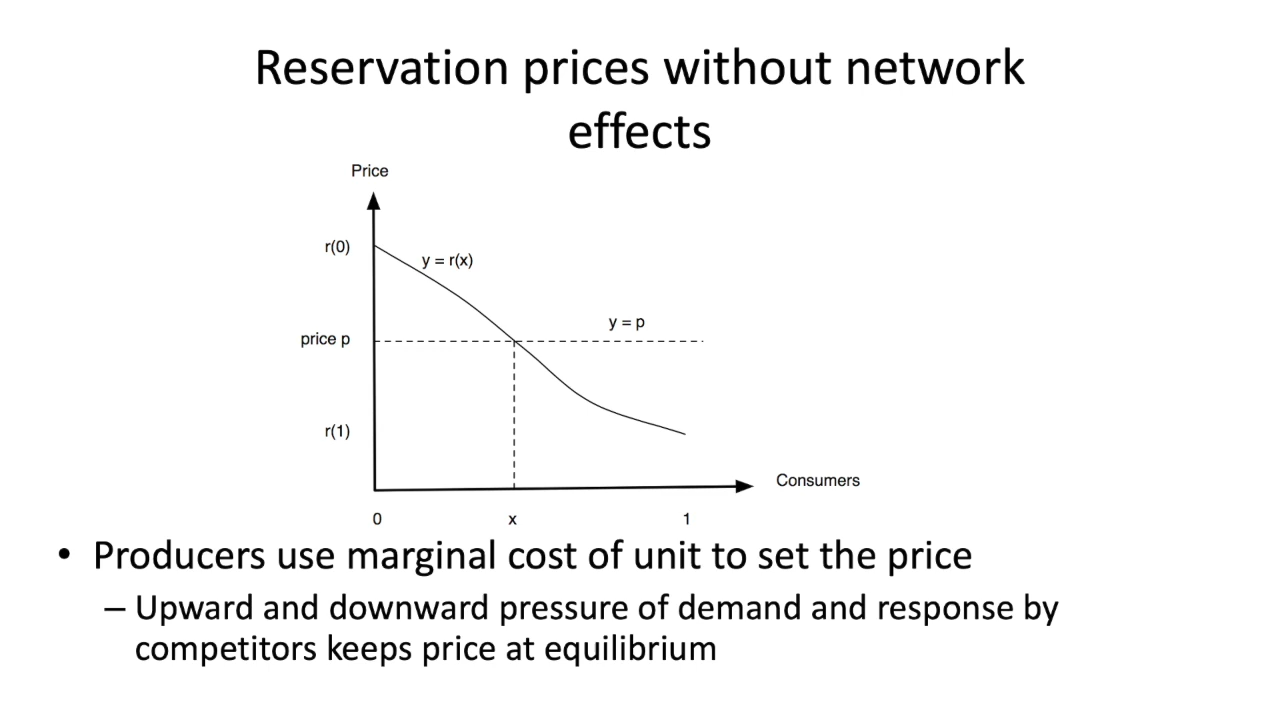 Reservation prices without network
effects
Price
r(0)
y = r(x)
y = p
price p
r(1)
Consumers
0 x 1
• Producers use marginal cost of unit to set the price
– Upward and downward pressure of demand and response by
competitors keeps price at equilibrium